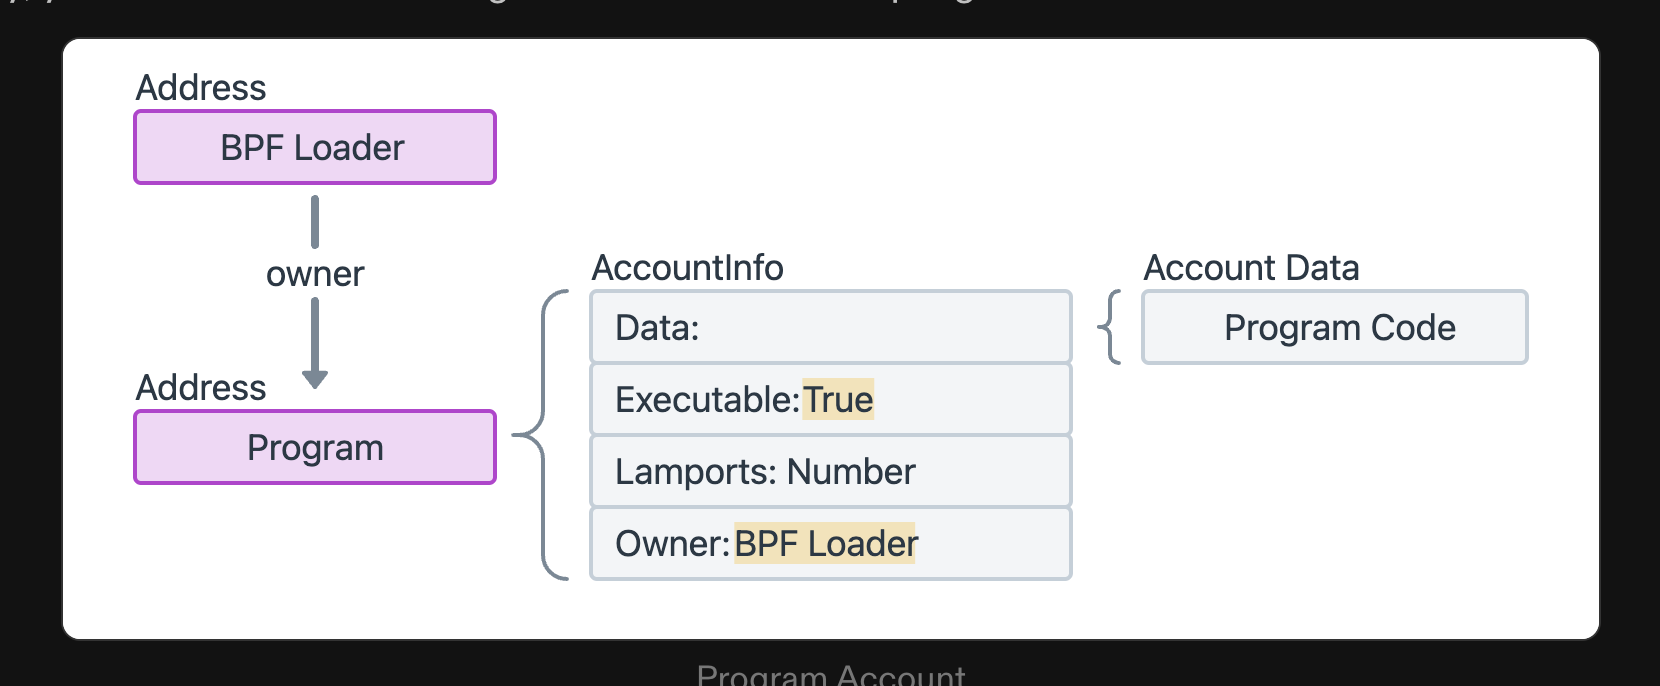 Address
BPF Loader
owner
Address
Program
AccountInfo
Data:
Executable: True
Lamports: Number
Owner: BPF Loader
Account Data
Program Code
Program Account